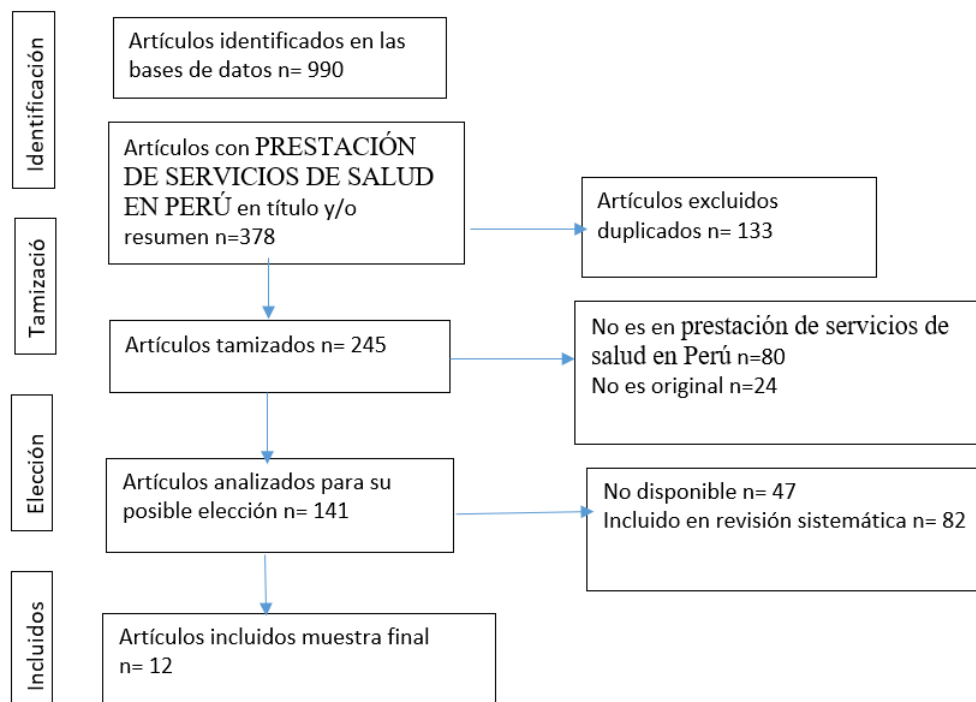 Identificación
Artículos identificados en las
bases de datos n= 990
Artículos con PRESTACIÓN
DE SERVICIOS DE SALUD
EN PERÚ en título y/o
resumen n=378
Artículos excluidos
duplicados n= 133
Tamizació
Artículos tamizados n= 245
No es en prestación de servicios de
salud en Perú n=80
No es original n=24
Elección
Artículos analizados para su
posible elección n= 141
No disponible n= 47
Incluido en revisión sistemática n= 82
Incluidos
Artículos incluidos muestra final
n= 12